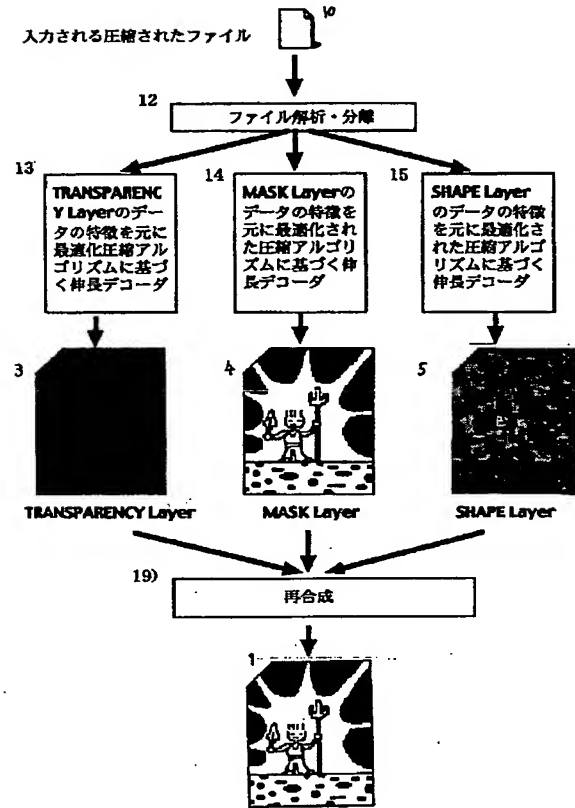 10
入力される圧縮されたファイル
12
ファイル解析・分離
13
TRANSPARENC
Y Layerのデー
タの特徴を元に
最適化圧縮アル
ゴリズムに基づ
く伸長デコーダ
14
MASK Layerの
データの特徴を
元に最適化され
た圧縮アルゴリ
ズムに基づく伸
長デコーダ
15
SHAPE Layer
のデータの特徴
を元に最適化さ
れた圧縮アルゴ
リズムに基づく
伸長デコーダ
3
4
5
TRANSPARENCY Layer
MASK Layer
SHAPE Layer
19)
再合成
1